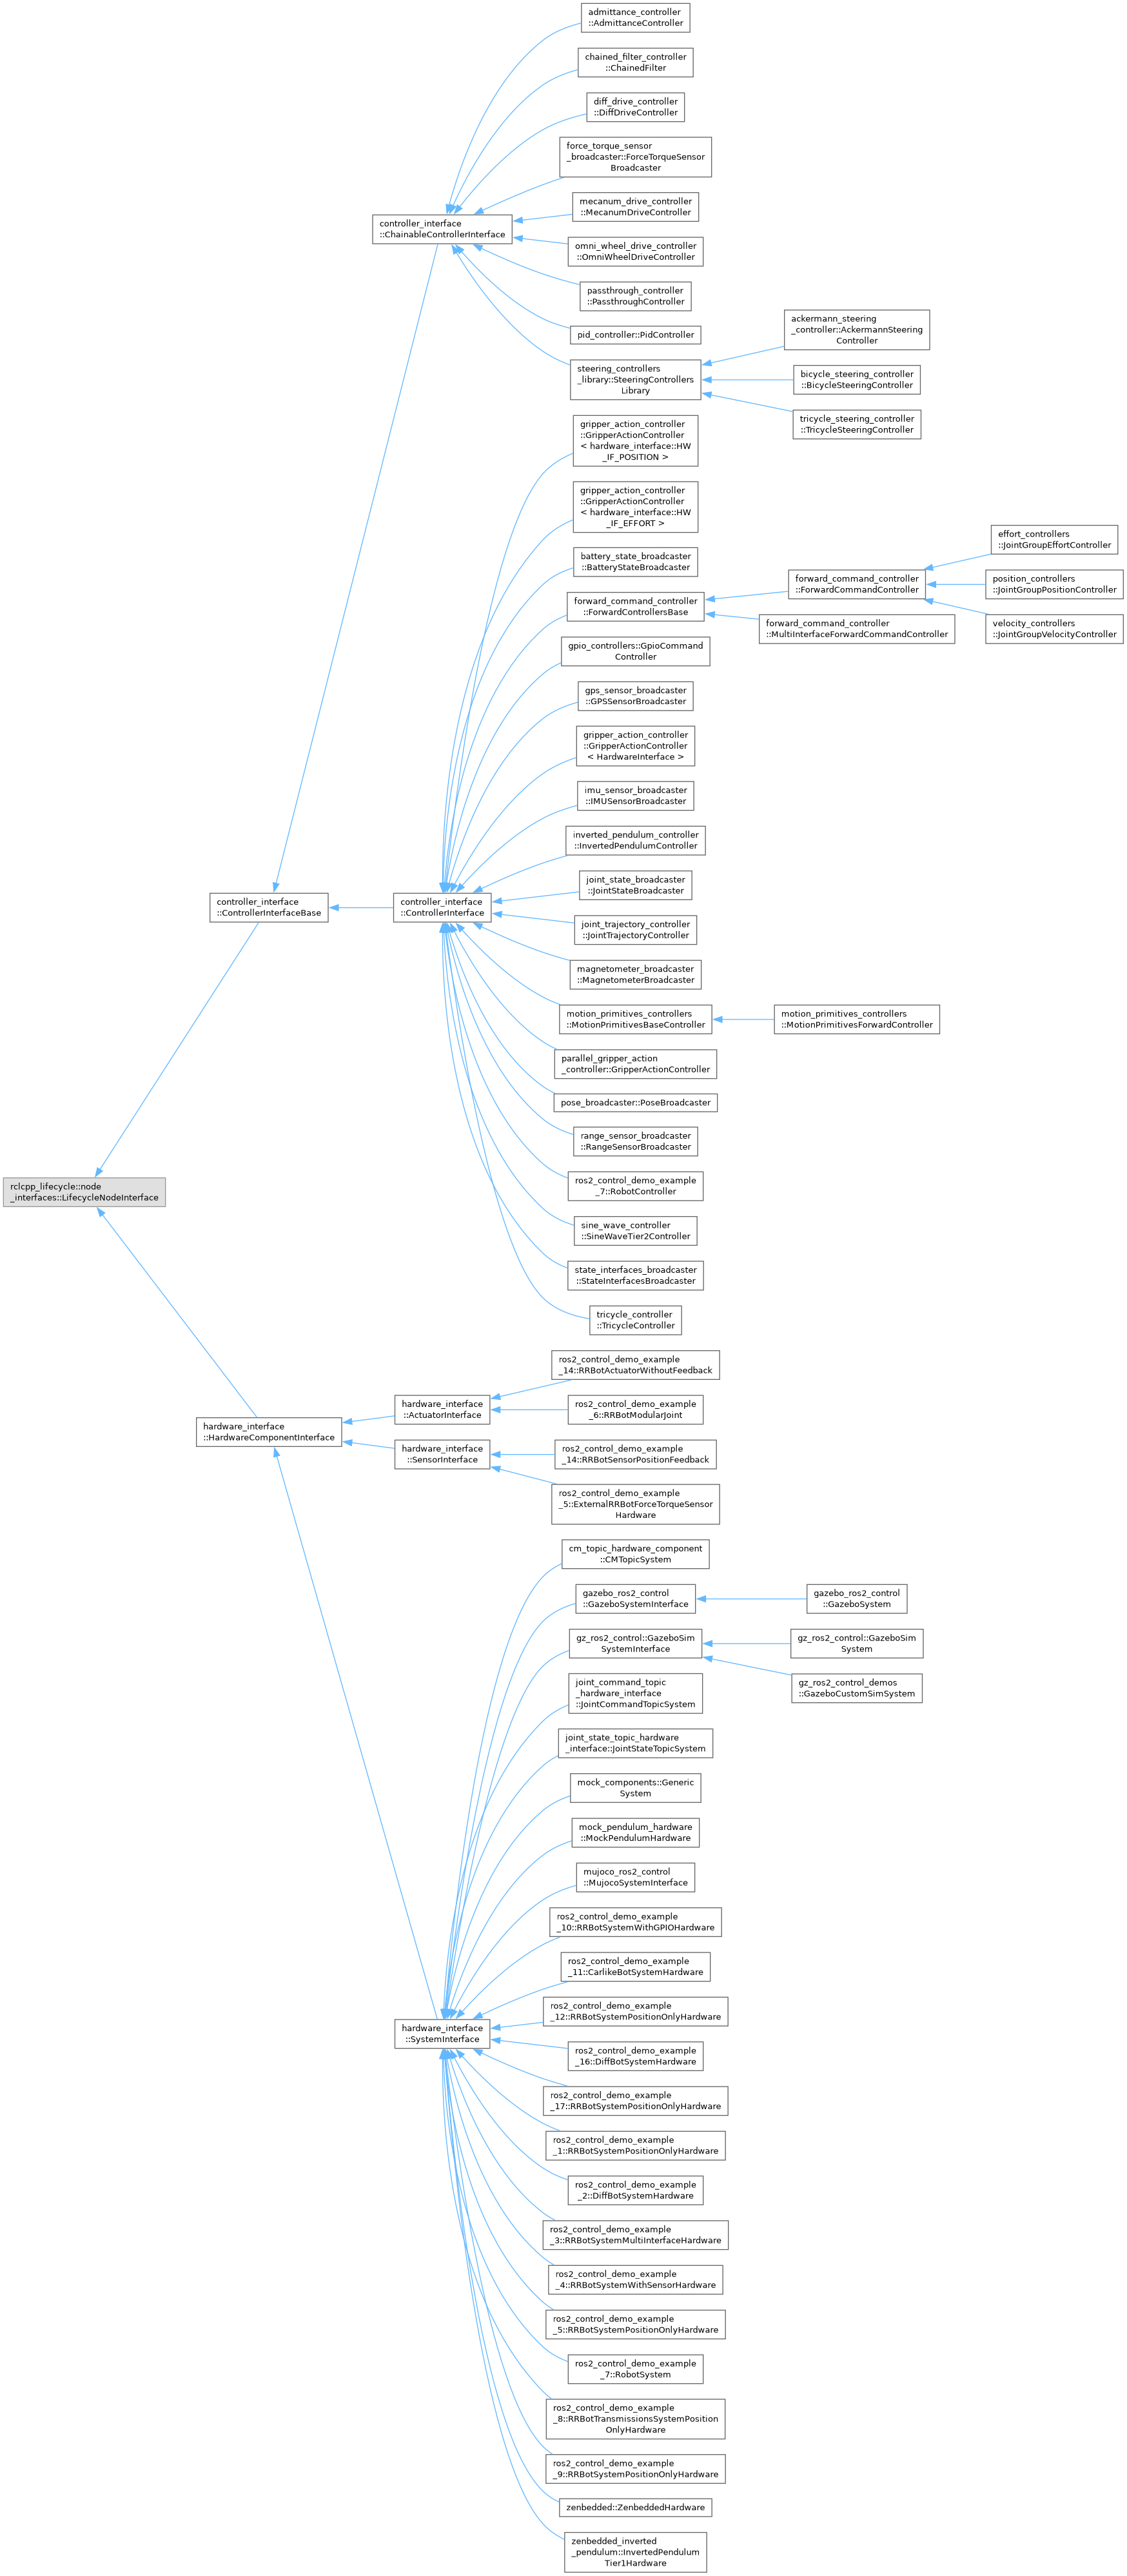 admittance_controller
::AdmittanceController
chained_filter_controller
::ChainedFilter
diff_drive_controller
::DiffDriveController
force_torque_sensor
_broadcaster::ForceTorqueSensor
Broadcaster
mecanum_drive_controller
::MecanumDriveController
controller_interface
::ChainableControllerInterface
omni_wheel_drive_controller
::OmniWheelDriveController
passthrough_controller
::PassthroughController
pid_controller::PidController
steering_controllers
_library::SteeringControllers
Library
ackermann_steering
_controller::AckermannSteering
Controller
bicycle_steering_controller
::BicycleSteeringController
tricycle_steering_controller
::TricycleSteeringController
gripper_action_controller
::GripperActionController
< hardware_interface::HW
_IF_POSITION >
gripper_action_controller
::GripperActionController
< hardware_interface::HW
_IF_EFFORT >
battery_state_broadcaster
::BatteryStateBroadcaster
forward_command_controller
::ForwardControllersBase
forward_command_controller
::ForwardCommandController
effort_controllers
::JointGroupEffortController
position_controllers
::JointGroupPositionController
velocity_controllers
::JointGroupVelocityController
forward_command_controller
::MultiInterfaceForwardCommandController
gpio_controllers::GpioCommand
Controller
gps_sensor_broadcaster
::GPSSensorBroadcaster
gripper_action_controller
::GripperActionController
< HardwareInterface >
imu_sensor_broadcaster
::IMUSensorBroadcaster
inverted_pendulum_controller
::InvertedPendulumController
joint_state_broadcaster
::JointStateBroadcaster
controller_interface
::ControllerInterfaceBase
controller_interface
::ControllerInterface
joint_trajectory_controller
::JointTrajectoryController
magnetometer_broadcaster
::MagnetometerBroadcaster
motion_primitives_controllers
::MotionPrimitivesBaseController
motion_primitives_controllers
::MotionPrimitivesForwardController
parallel_gripper_action
_controller::GripperActionController
pose_broadcaster::PoseBroadcaster
range_sensor_broadcaster
::RangeSensorBroadcaster
rclcpp_lifecycle::node
_interfaces::LifecycleNodeInterface
ros2_control_demo_example
_7::RobotController
sine_wave_controller
::SineWaveTier2Controller
state_interfaces_broadcaster
::StateInterfacesBroadcaster
tricycle_controller
::TricycleController
ros2_control_demo_example
_14::RRBotActuatorWithoutFeedback
hardware_interface
::HardwareComponentInterface
hardware_interface
::ActuatorInterface
ros2_control_demo_example
_6::RRBotModularJoint
hardware_interface
::SensorInterface
ros2_control_demo_example
_14::RRBotSensorPositionFeedback
ros2_control_demo_example
_5::ExternalRRBotForceTorqueSensor
Hardware
cm_topic_hardware_component
::CMTopicSystem
gazebo_ros2_control
::GazeboSystemInterface
gazebo_ros2_control
::GazeboSystem
gz_ros2_control::GazeboSim
SystemInterface
gz_ros2_control::GazeboSim
System
gz_ros2_control_demos
::GazeboCustomSimSystem
joint_command_topic
_hardware_interface
::JointCommandTopicSystem
joint_state_topic_hardware
_interface::JointStateTopicSystem
mock_components::Generic
System
mock_pendulum_hardware
::MockPendulumHardware
mujoco_ros2_control
::MujocoSystemInterface
ros2_control_demo_example
_10::RRBotSystemWithGPIOHardware
ros2_control_demo_example
_11::CarlikeBotSystemHardware
ros2_control_demo_example
_12::RRBotSystemPositionOnlyHardware
hardware_interface
::SystemInterface
ros2_control_demo_example
_16::DiffBotSystemHardware
ros2_control_demo_example
_17::RRBotSystemPositionOnlyHardware
ros2_control_demo_example
_1::RRBotSystemPositionOnlyHardware
ros2_control_demo_example
_2::DiffBotSystemHardware
ros2_control_demo_example
_3::RRBotSystemMultiInterfaceHardware
ros2_control_demo_example
_4::RRBotSystemWithSensorHardware
ros2_control_demo_example
_5::RRBotSystemPositionOnlyHardware
ros2_control_demo_example
_7::RobotSystem
ros2_control_demo_example
_8::RRBotTransmissionsSystemPosition
OnlyHardware
ros2_control_demo_example
_9::RRBotSystemPositionOnlyHardware
zenbedded::ZenbeddedHardware
zenbedded_inverted
_pendulum::InvertedPendulum
Tier1Hardware